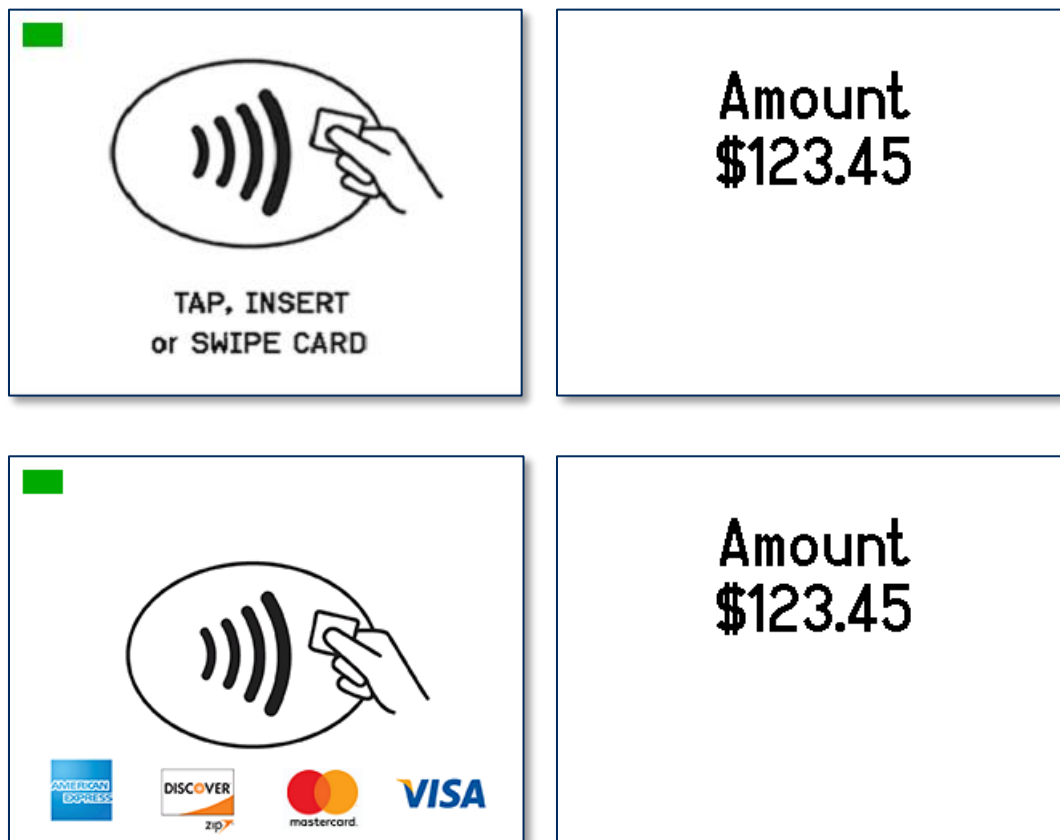 TAP, INSERT
or SWIPE CARD
Amount
$123.45
AMERICAN
EXPRESS
DISCOVER
ZIP
mastercard.
VISA
Amount
$123.45